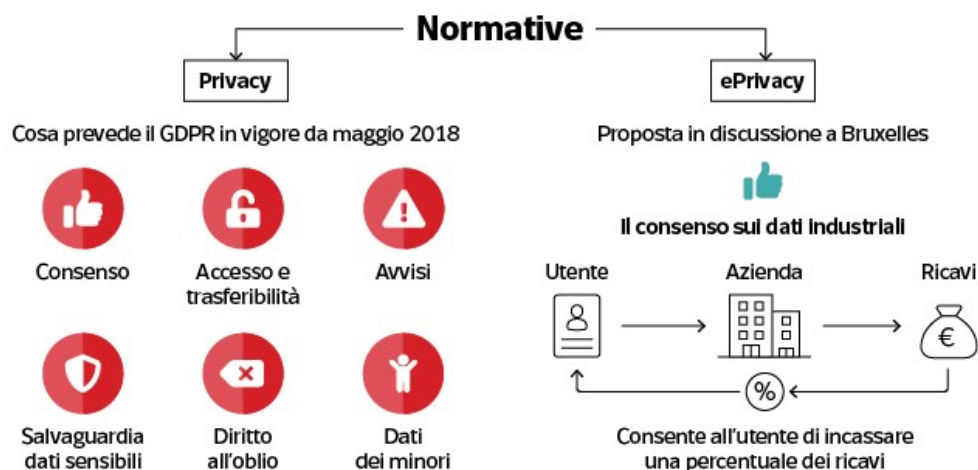 Normative
Privacy
Cosa prevede il GDPR in vigore da maggio 2018
Consenso
Accesso e
trasferibilità
Avvisi
Salvaguardia
dati sensibili
Diritto
all'oblio
Dati
dei minori
ePrivacy
Proposta in discussione a Bruxelles
Il consenso sui dati industriali
Utente
Azienda
Ricavi
€
%
Consente all'utente di incassare
una percentuale dei ricavi